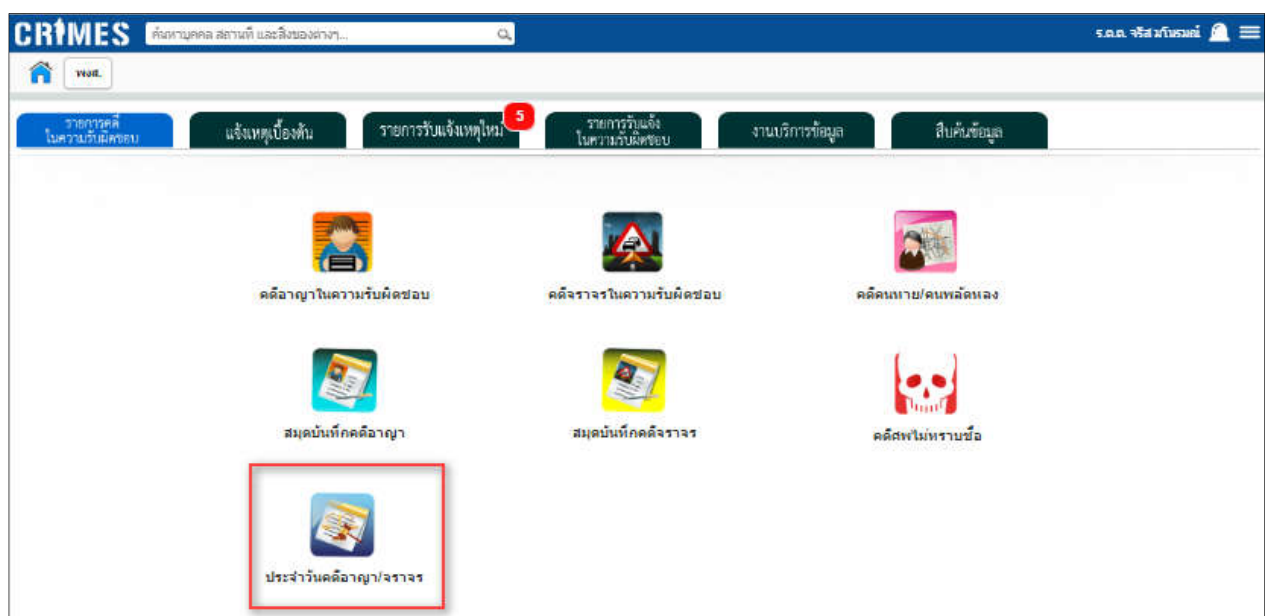 CRIMES
ค้นหาบุคคล สถานที่ และสิ่งของต่างๆ...
ร.ต.ต.
พงส.
รายการคดี
ในความรับผิดชอบ
แจ้งเหตุเบื้องต้น
รายการรับแจ้งเหตุใหม่
5
รายการรับแจ้ง
ในความรับผิดชอบ
งานบริการข้อมูล
สืบค้นข้อมูล
คดีอาญาในความรับผิดชอบ
คดีจราจรในความรับผิดชอบ
คดีคนหาย/คนพลัดหลง
สมุดบันทึกคดีอาญา
สมุดบันทึกคดีจราจร
คดีศพไม่ทราบชื่อ
ประจำวันคดีอาญา/จราจร